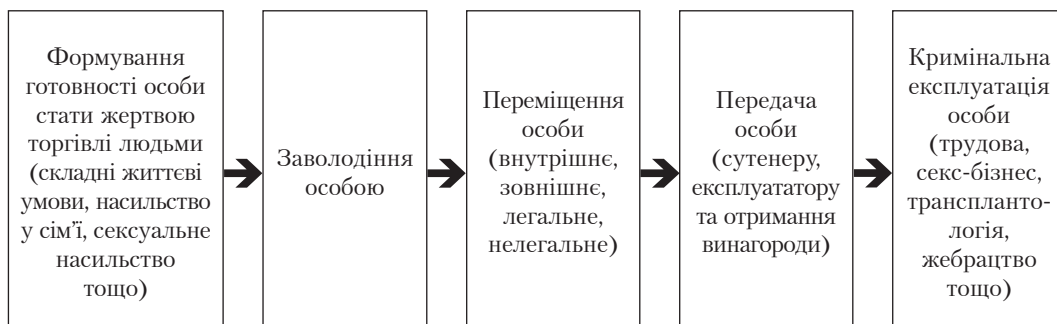 Формування
готовності особи
стати жертвою
торгівлі людьми
(складні життєві
умови, насильство
у сім’ї, сексуальне
насильство
тощо)
Заволодіння
особою
Переміщення
особи
(внутрішнє,
зовнішнє,
легальне,
нелегальне)
Передача
особи
(сутенеру,
експлуататору
та отримання
винагороди)
Кримінальна
експлуатація
особи
(трудова,
секс-бізнес,
транспланто-
логія,
жебрацтво
тощо)